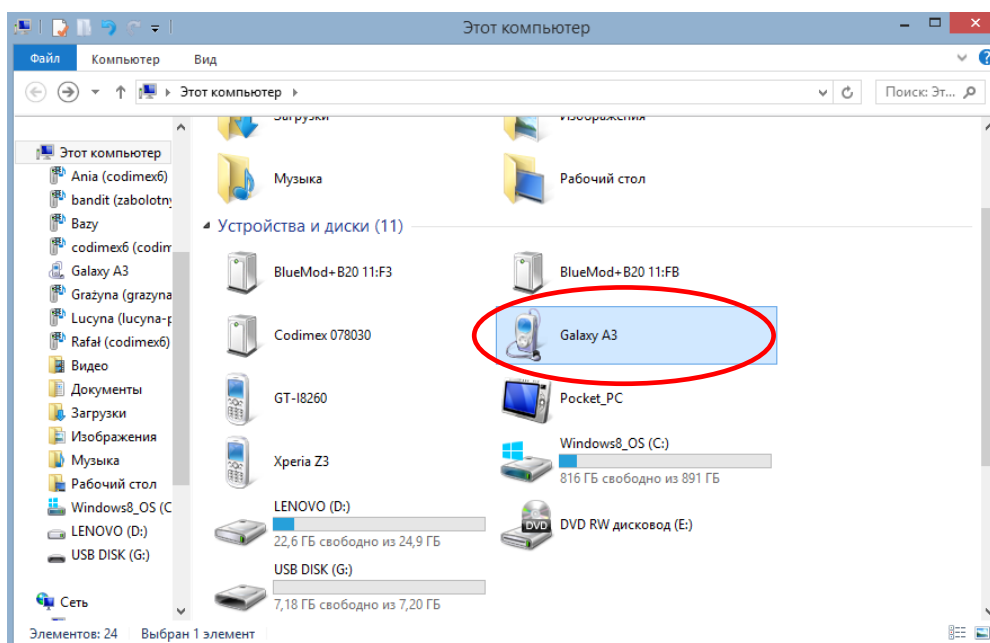 Этот компьютер
Файл Компьютер Вид
Этот компьютер
Поиск: Эт...
Загрузки Изображения
Музыка Рабочий стол
Устройства и диски (11)
BlueMod+B20 11:F3 BlueMod+B20 11:FB
Codimex 078030 Galaxy A3
GT-I8260 Pocket_PC
Xperia Z3 Windows8_OS (C:)
816 ГБ свободно из 891 ГБ
LENOVO (D:) DVD RW дисковод (E:)
DVD
22,6 ГБ свободно из 24,9 ГБ
USB DISK (G:)
7,18 ГБ свободно из 7,20 ГБ
Этот компьютер
Ania (codimex6)
bandit (zabolotny
Bazy
codimex6 (codim
Galaxy A3
Grażyna (grazyna
Lucyna (lucyna-p
Rafał (codimex6)
Видео
Документы
Загрузки
Изображения
Музыка
Рабочий стол
Windows8_OS (C
LENOVO (D:)
USB DISK (G:)
Сеть
Элементов: 24 Выбран 1 элемент